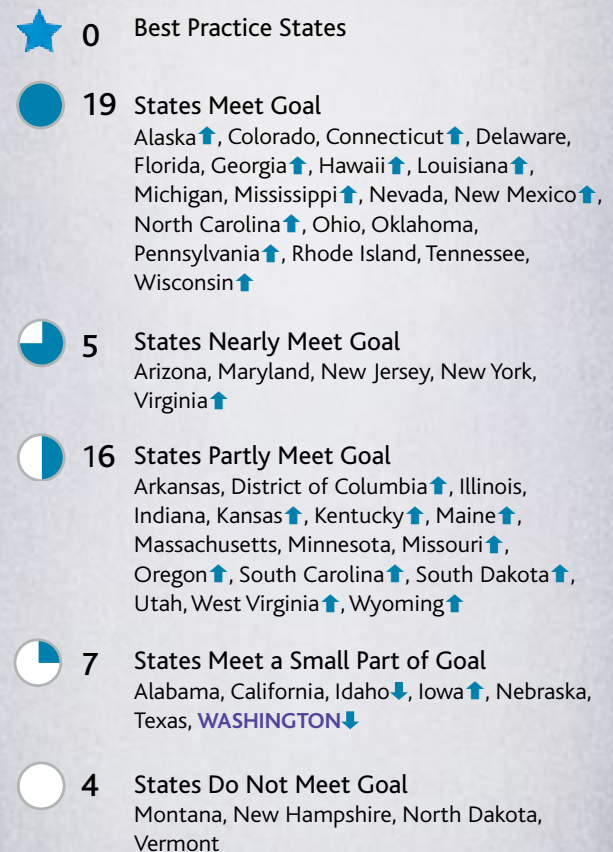 0 Best Practice States
19 States Meet Goal
Alaska⬆, Colorado, Connecticut⬆, Delaware,
Florida, Georgia⬆, Hawaii⬆, Louisiana⬆,
Michigan, Mississippi⬆, Nevada, New Mexico⬆,
North Carolina⬆, Ohio, Oklahoma,
Pennsylvania⬆, Rhode Island, Tennessee,
Wisconsin⬆
5 States Nearly Meet Goal
Arizona, Maryland, New Jersey, New York,
Virginia⬆
16 States Partly Meet Goal
Arkansas, District of Columbia⬆, Illinois,
Indiana, Kansas⬆, Kentucky⬆, Maine⬆,
Massachusetts, Minnesota, Missouri⬆,
Oregon⬆, South Carolina⬆, South Dakota⬆,
Utah, West Virginia⬆, Wyoming⬆
7 States Meet a Small Part of Goal
Alabama, California, Idaho⬇, Iowa⬆, Nebraska,
Texas, WASHINGTON⬇
4 States Do Not Meet Goal
Montana, New Hampshire, North Dakota,
Vermont